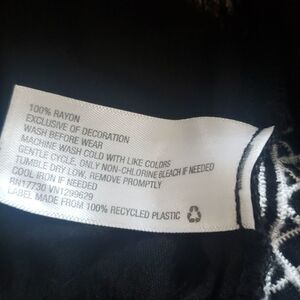 100% RAYON
EXCLUSIVE OF DECORATION
WASH BEFORE WEAR
MACHINE WASH COLD WITH LIKE COLORS
GENTLE CYCLE, ONLY NON-CHLORINE BLEACH IF NEEDED
TUMBLE DRY LOW, REMOVE PROMPTLY
COOL IRON IF NEEDED
RN17730 VN1299629
LABEL MADE FROM 100% RECYCLED PLASTIC